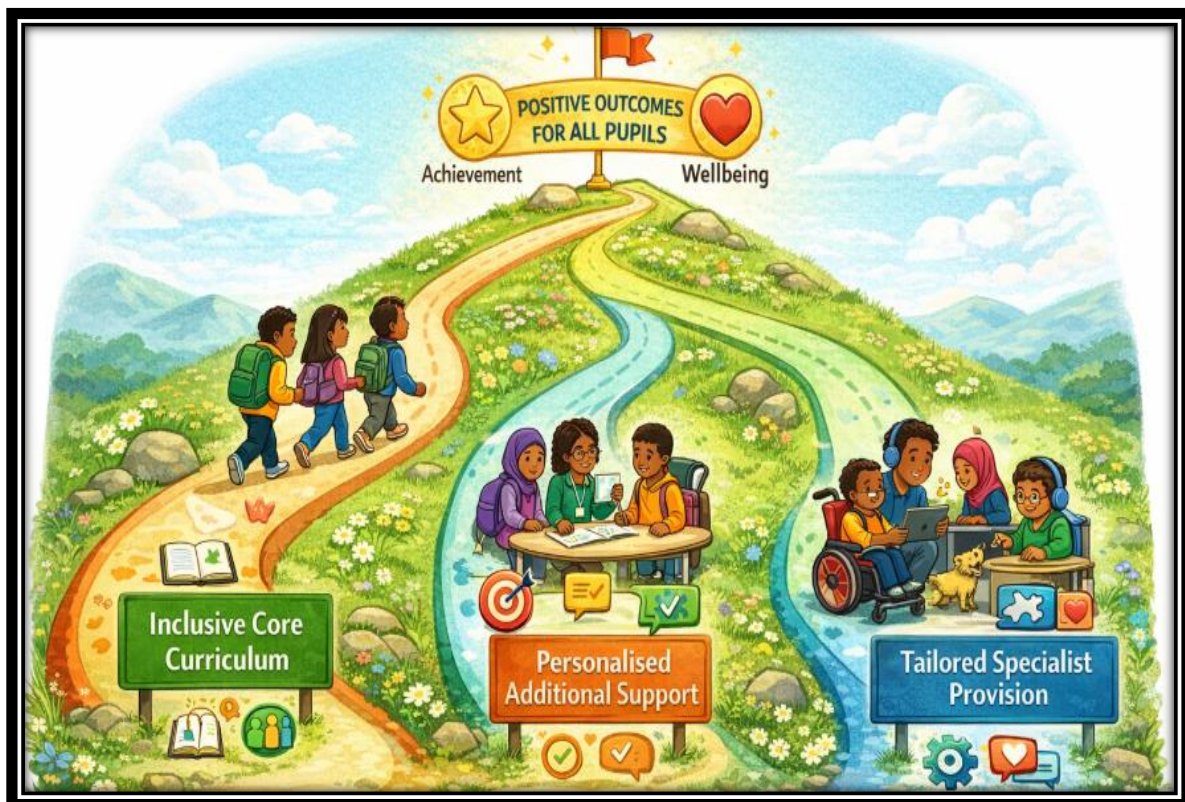 POSITIVE OUTCOMES
FOR ALL PUPILS
Achievement
Wellbeing
Inclusive Core
Curriculum
Personalised
Additional Support
Tailored Specialist
Provision